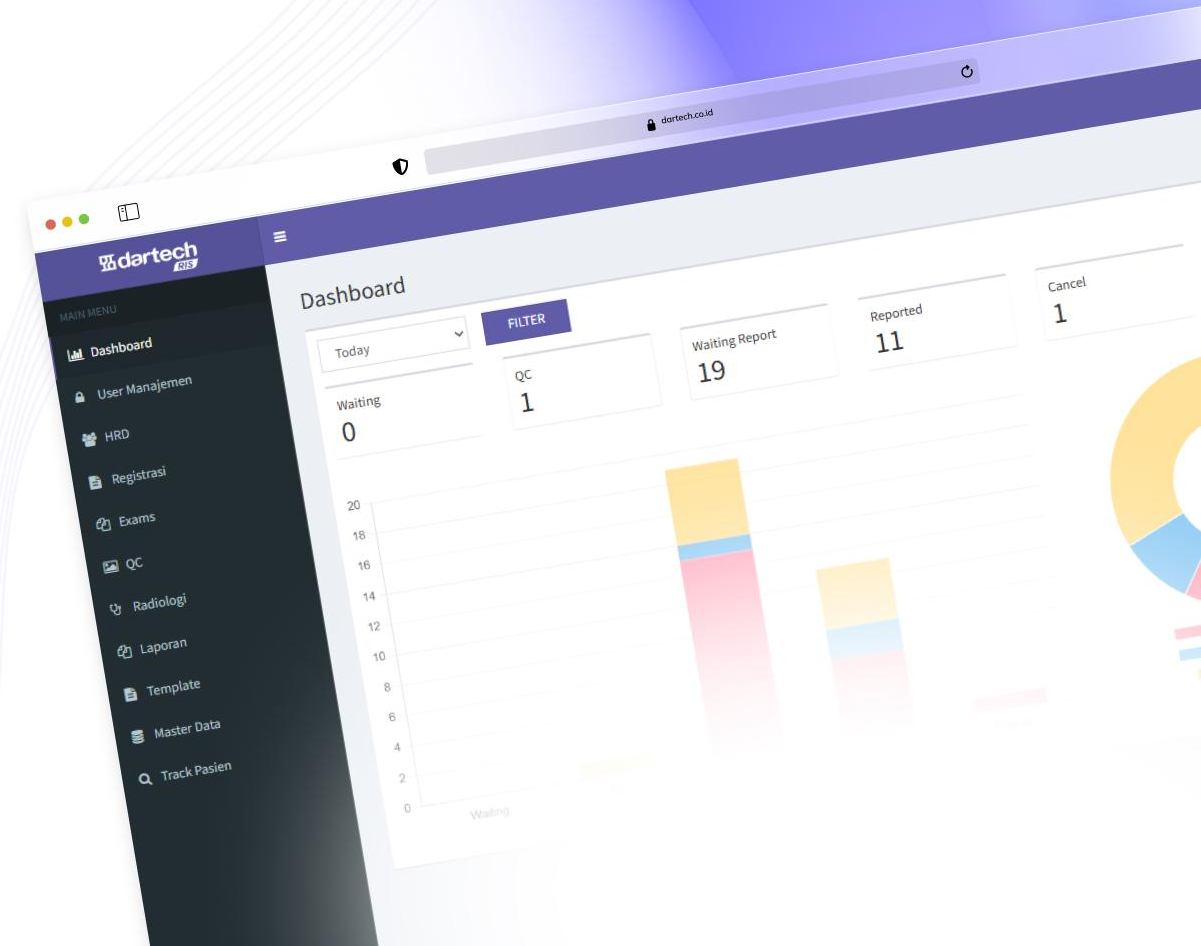 dartech.co.id
dartech
RIS
MAIN MENU
Dashboard
User Manajemen
HRD
Registrasi
Exams
QC
Radiologi
Laporan
Template
Master Data
Track Pasien
Dashboard
Today
FILTER
Waiting
0
QC
1
Waiting Report
19
Reported
11
Cancel
1
20
18
16
14
12
10
8
6
4
2
0
Waiting